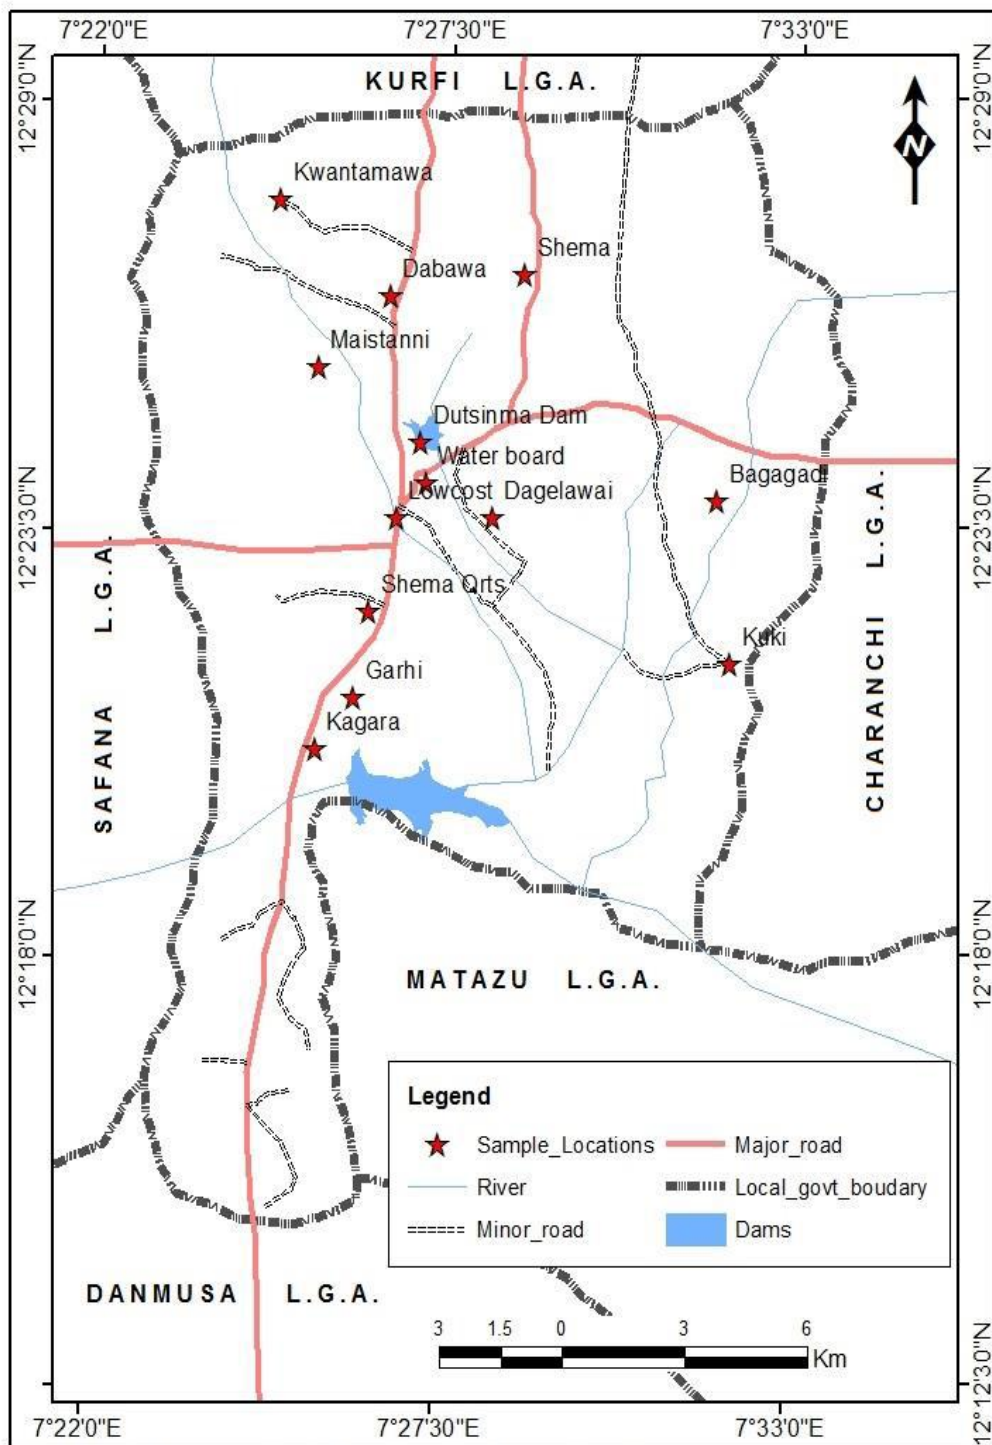 7°22'0"E 7°27'30"E 7°33'0"E
12°29'0"N 12°29'0"N
KURFI L.G.A.
N
Kwantamawa
Shema
Dabawa
Maistanni
Dutsinma Dam
Water board
Bagagadi
Lowcost Dagelawai
12°23'30"N 12°23'30"N
Shema Qrts
Kuki
Garhi
Kagara
SAFANA L.G.A.
CHARANCHI L.G.A.
12°18'0"N 12°18'0"N
MATAZU L.G.A.
Legend
Sample_Locations Major_road
River Local_govt_boudary
Minor_road Dams
DANMUSA L.G.A.
3 1.5 0 3 6
Km
12°12'30"N
7°22'0"E 7°27'30"E 7°33'0"E